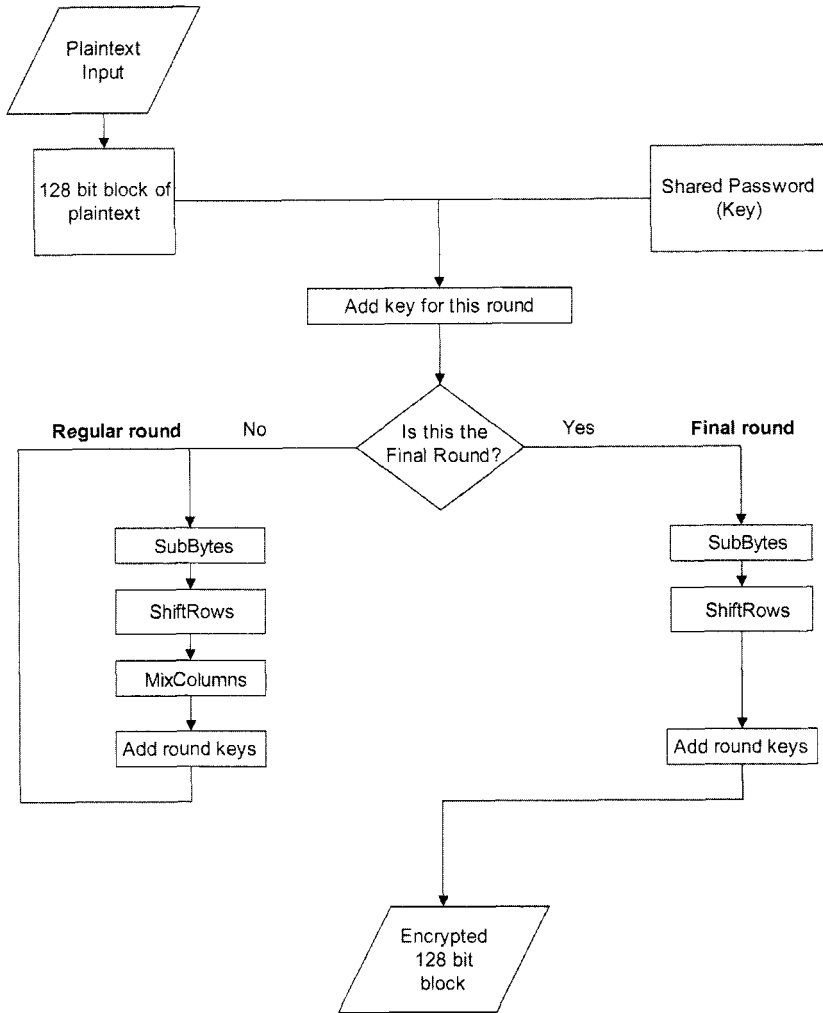 Plaintext
Input
128 bit block of
plaintext
Shared Password
(Key)
Add key for this round
Regular round
No
Is this the
Final Round?
Yes
Final round
SubBytes
ShiftRows
MixColumns
Add round keys
SubBytes
ShiftRows
Add round keys
Encrypted
128 bit
block